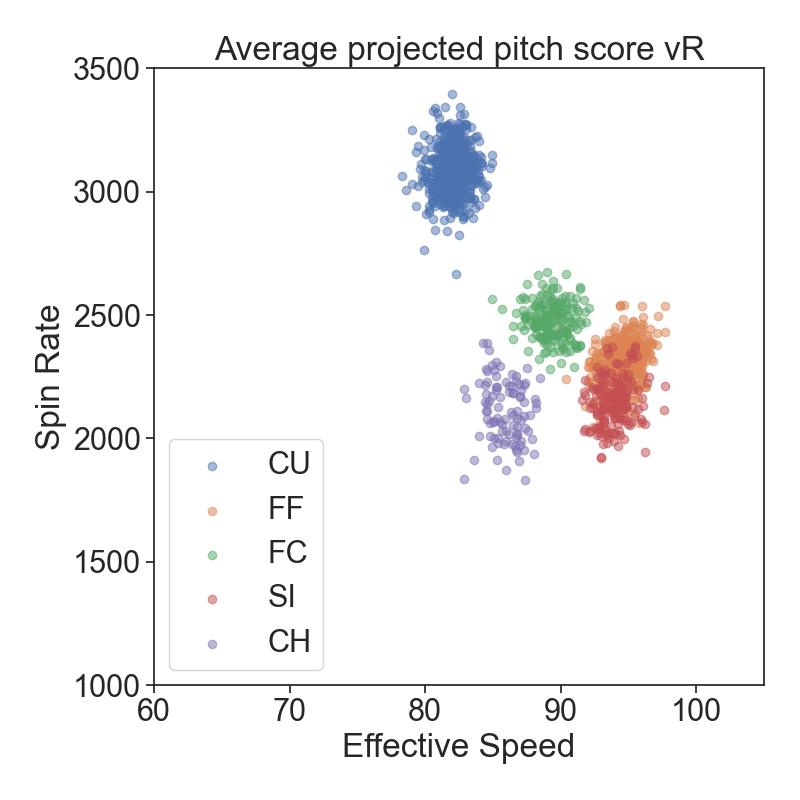 Average projected pitch score vR
3500
3000
2500
2000
1500
1000
Spin Rate
CU
FF
FC
SI
CH
60 70 80 90 100
Effective Speed